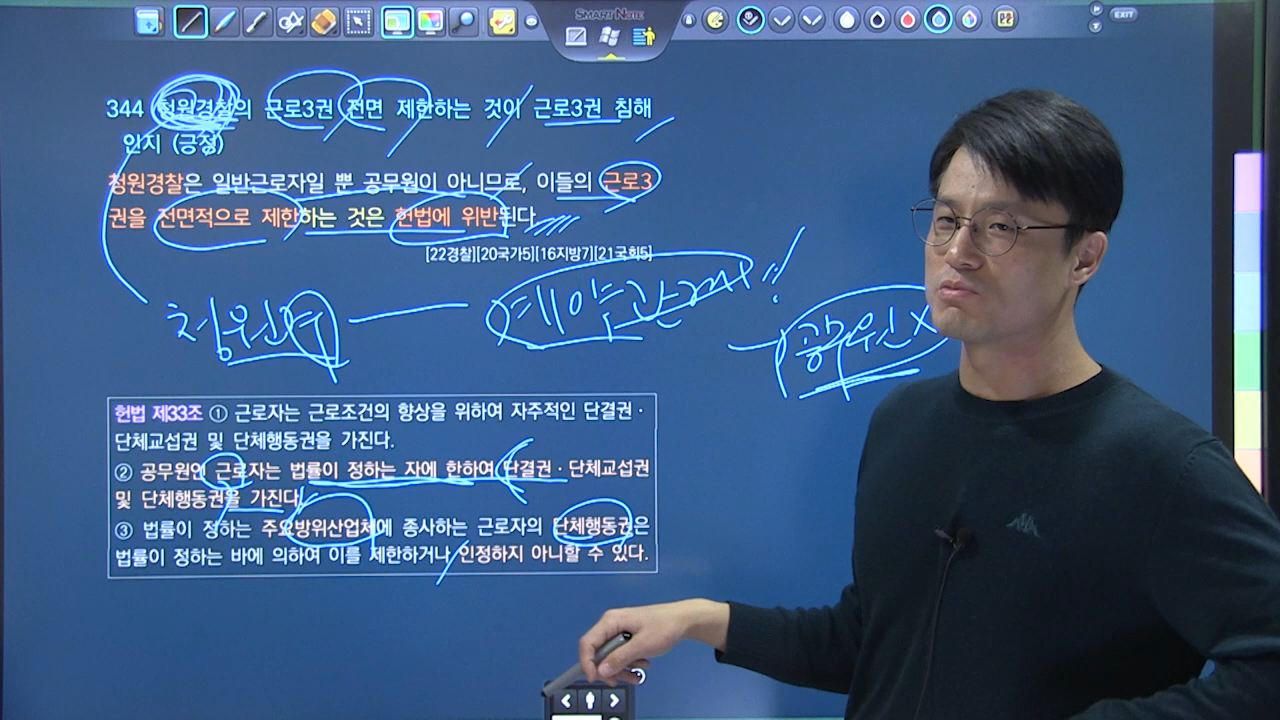 SMART NOTE
EXIT
344 청원경찰의 근로3권 전면 제한하는 것이 근로3권 침해
인지 (긍정)
청원경찰은 일반근로자일 뿐 공무원이 아니므로, 이들의 근로3
권을 전면적으로 제한하는 것은 헌법에 위반된다
[22경찰][20국가5][16지방7][21국회5]
청원경 계약관계!!
공무원X
헌법 제33조 ① 근로자는 근로조건의 향상을 위하여 자주적인 단결권·
단체교섭권 및 단체행동권을 가진다.
② 공무원인 근로자는 법률이 정하는 자에 한하여 단결권·단체교섭권
및 단체행동권을 가진다.
③ 법률이 정하는 주요방위산업체에 종사하는 근로자의 단체행동권은
법률이 정하는 바에 의하여 이를 제한하거나 인정하지 아니할 수 있다.